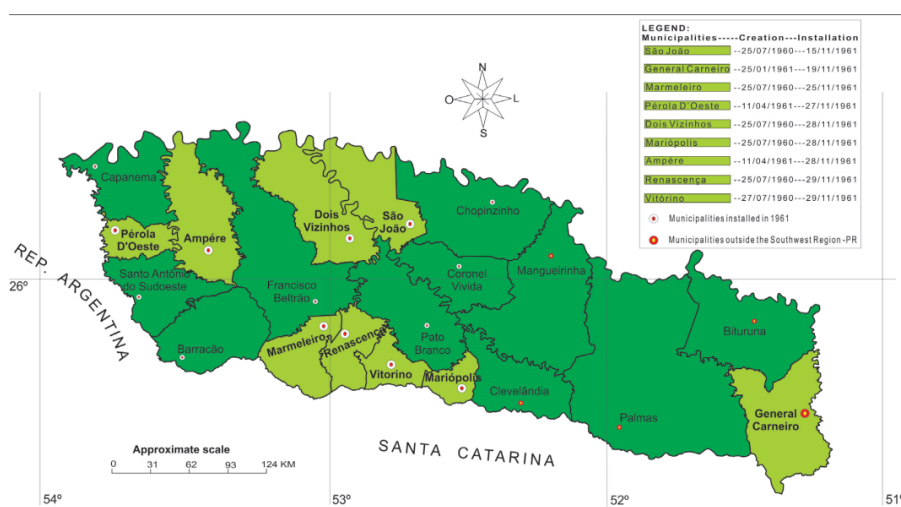 LEGEND:
Municipalities-----Creation---Installation
São João --25/07/1960---15/11/1961
General Carneiro --25/01/1961---19/11/1961
Marmeleiro --25/07/1960---25/11/1961
Pérola D'Oeste --11/04/1961---27/11/1961
Dois Vizinhos --25/07/1960---28/11/1961
Mariópolis --25/07/1960---28/11/1961
Ampére --11/04/1961---28/11/1961
Renascença --25/07/1960---29/11/1961
Vitórino --27/07/1960---29/11/1961
Municipalities installed in 1961
Municipalities outside the Southwest Region -PR
N
O
L
S
Capanema
Pérola
D'Oeste
Ampére
Dois
Vizinhos
São
João
Chopinzinho
Santo Antônio
do Sudoeste
Francisco
Beltrão
Coronel
Vivida
Mangueirinha
Barracão
Marmeleiro
Renascença
Pato
Branco
Vitorino
Mariópolis
Clevelândia
Palmas
Bituruna
General
Carneiro
REP. ARGENTINA
SANTA CATARINA
26º
Approximate scale
0 31 62 93 124 KM
54º
53º
52º
51º